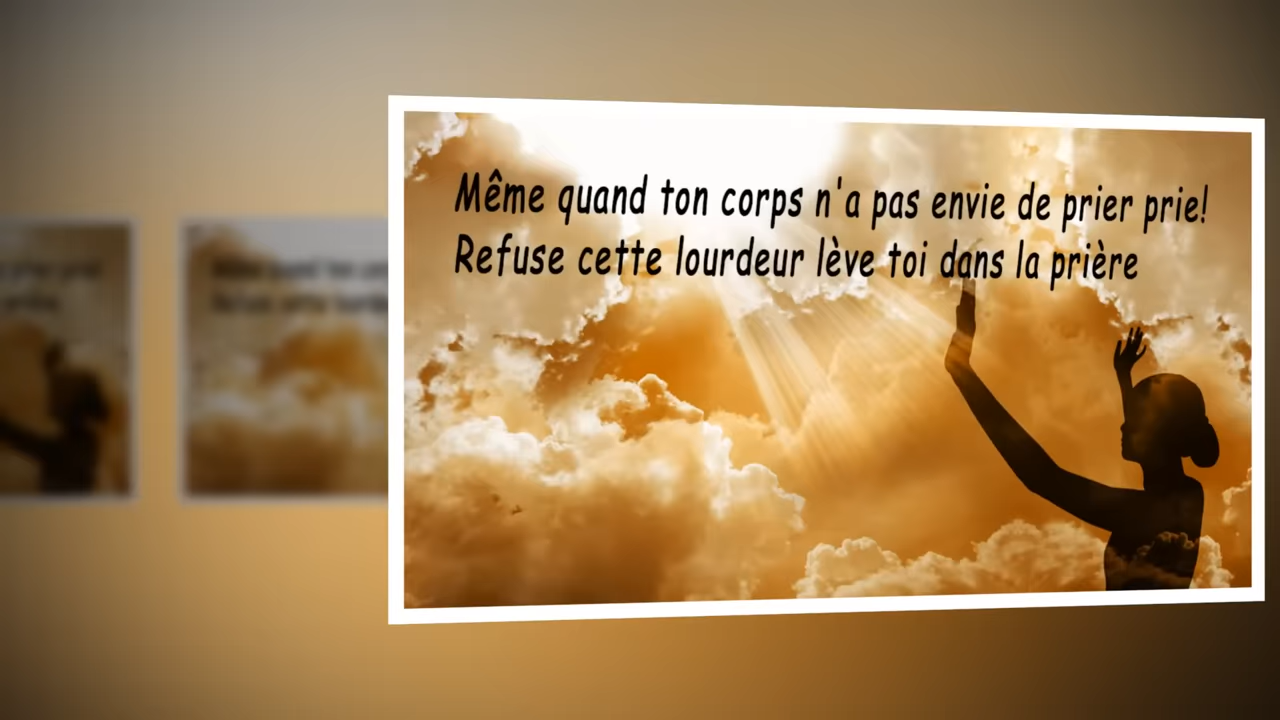 Même quand ton corps n'a pas envie de prier prie!
Refuse cette lourdeur lève toi dans la prière